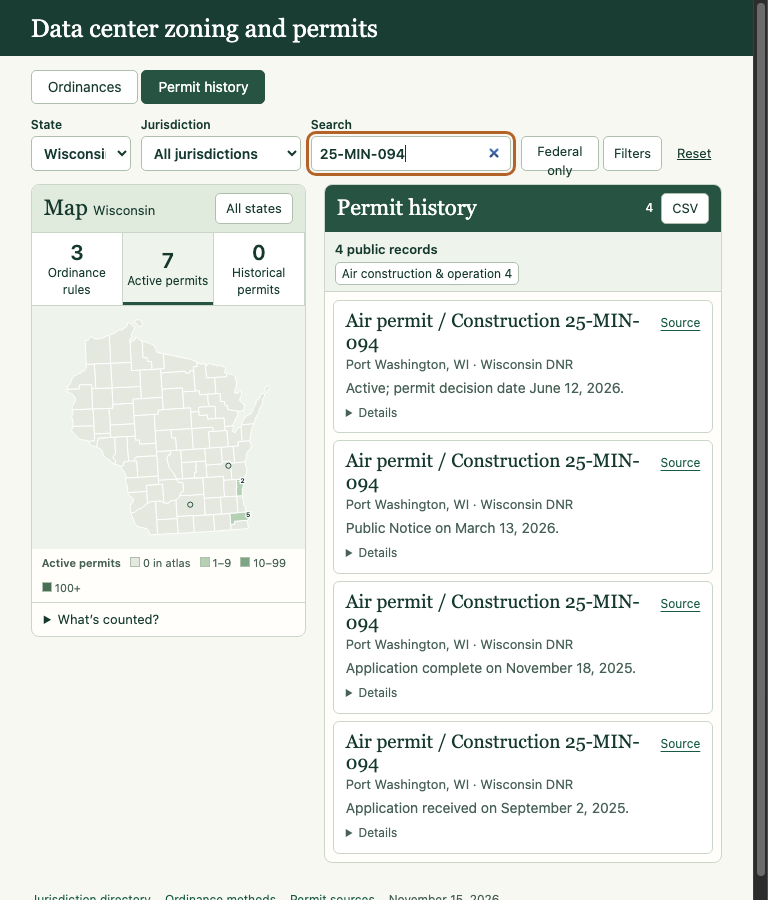 Data center zoning and permits
Ordinances Permit history
State Jurisdiction Search
Wisconsi All jurisdictions 25-MIN-094 × Federal only Filters Reset
Map Wisconsin All states
3 Ordinance rules
7 Active permits
0 Historical permits
2
5
Active permits 0 in atlas 1–9 10–99
100+
What's counted?
Permit history 4 CSV
4 public records
Air construction & operation 4
Air permit / Construction 25-MIN-
094
Source
Port Washington, WI · Wisconsin DNR
Active; permit decision date June 12, 2026.
Details
Air permit / Construction 25-MIN-
094
Source
Port Washington, WI · Wisconsin DNR
Public Notice on March 13, 2026.
Details
Air permit / Construction 25-MIN-
094
Source
Port Washington, WI · Wisconsin DNR
Application complete on November 18, 2025.
Details
Air permit / Construction 25-MIN-
094
Source
Port Washington, WI · Wisconsin DNR
Application received on September 2, 2025.
Details
Jurisdiction directory Ordinance methods Permit sources November 15, 2026